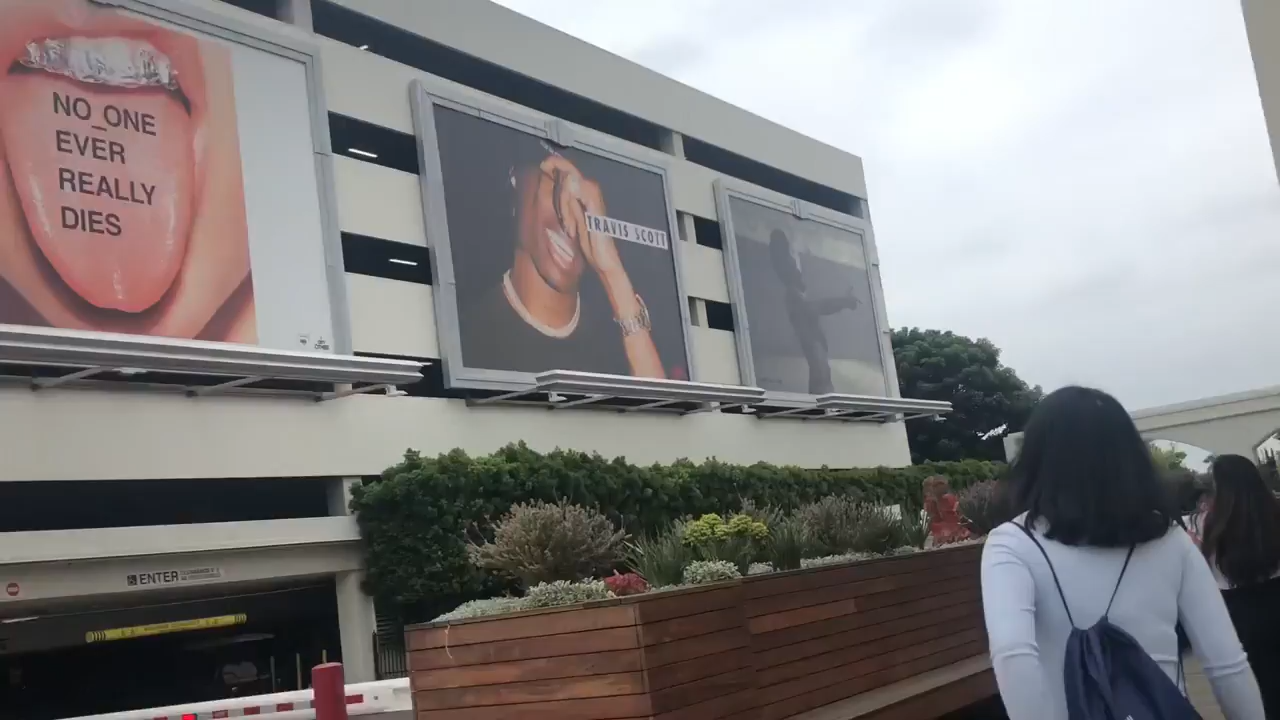 NO_ONE
EVER
REALLY
DIES
TRAVIS SCOTT
ENTER